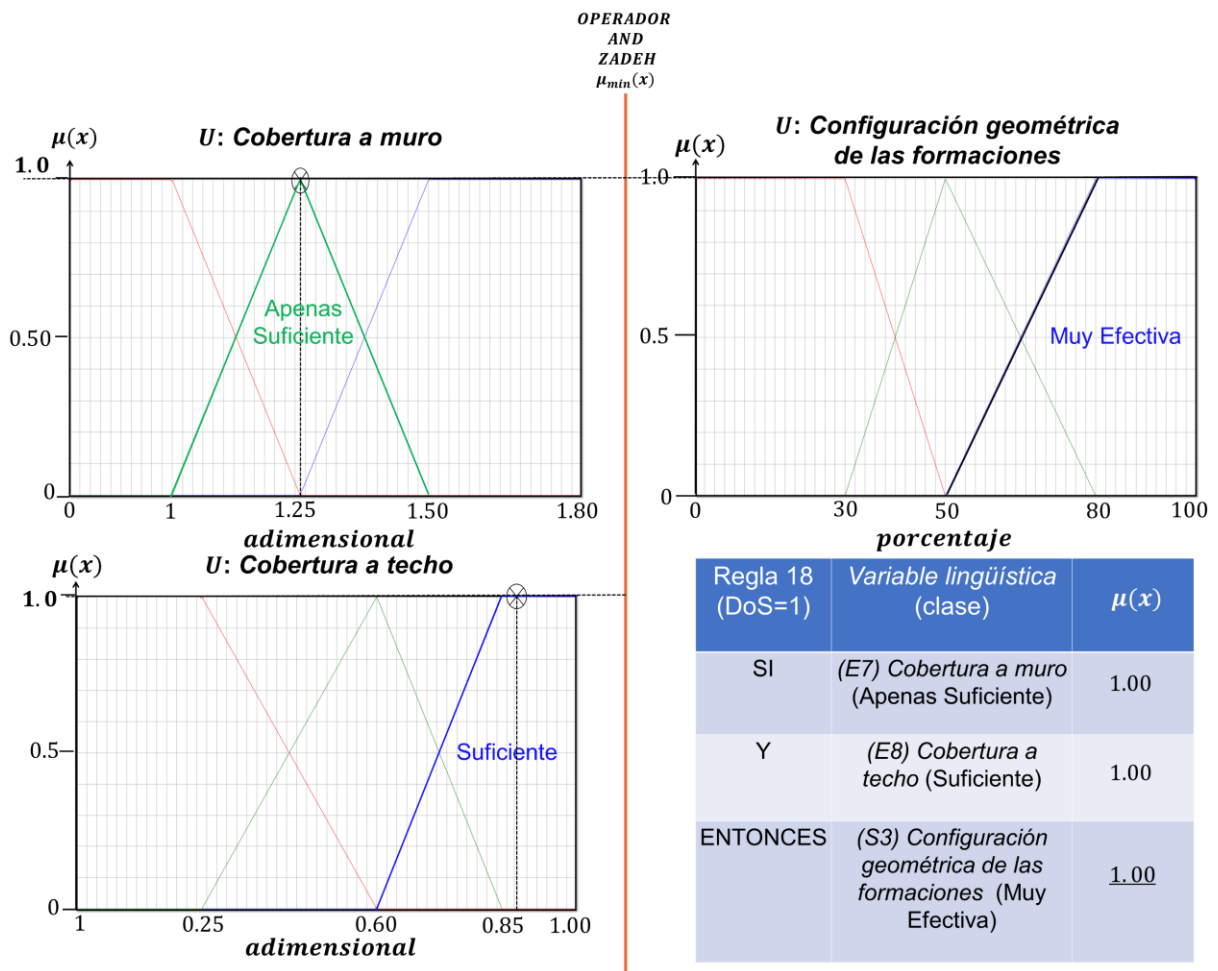 OPERADOR
AND
ZADEH
μmin(x)
μ(x)
U: Cobertura a muro
1.0
0.50
0
Apenas
Suficiente
0
1
1.25
1.50
1.80
adimensional
μ(x)
U: Configuración geométrica
de las formaciones
1.0
0.5
0
Muy Efectiva
0
30
50
80
100
porcentaje
μ(x)
U: Cobertura a techo
1.0
0.5
0
Suficiente
1
0.25
0.60
0.85
1.00
adimensional
Regla 18
(DoS=1)
Variable lingüística
(clase)
μ(x)
SI
(E7) Cobertura a muro
(Apenas Suficiente)
1.00
Y
(E8) Cobertura a
techo (Suficiente)
1.00
ENTONCES
(S3) Configuración
geométrica de las
formaciones (Muy
Efectiva)
1.00